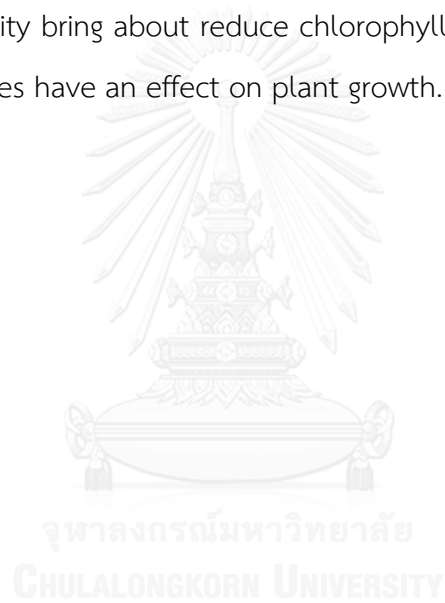 ity bring about reduce chlorophyll
es have an effect on plant growth.
จุฬาลงกรณ์มหาวิทยาลัย
CHULALONGKORN UNIVERSITY